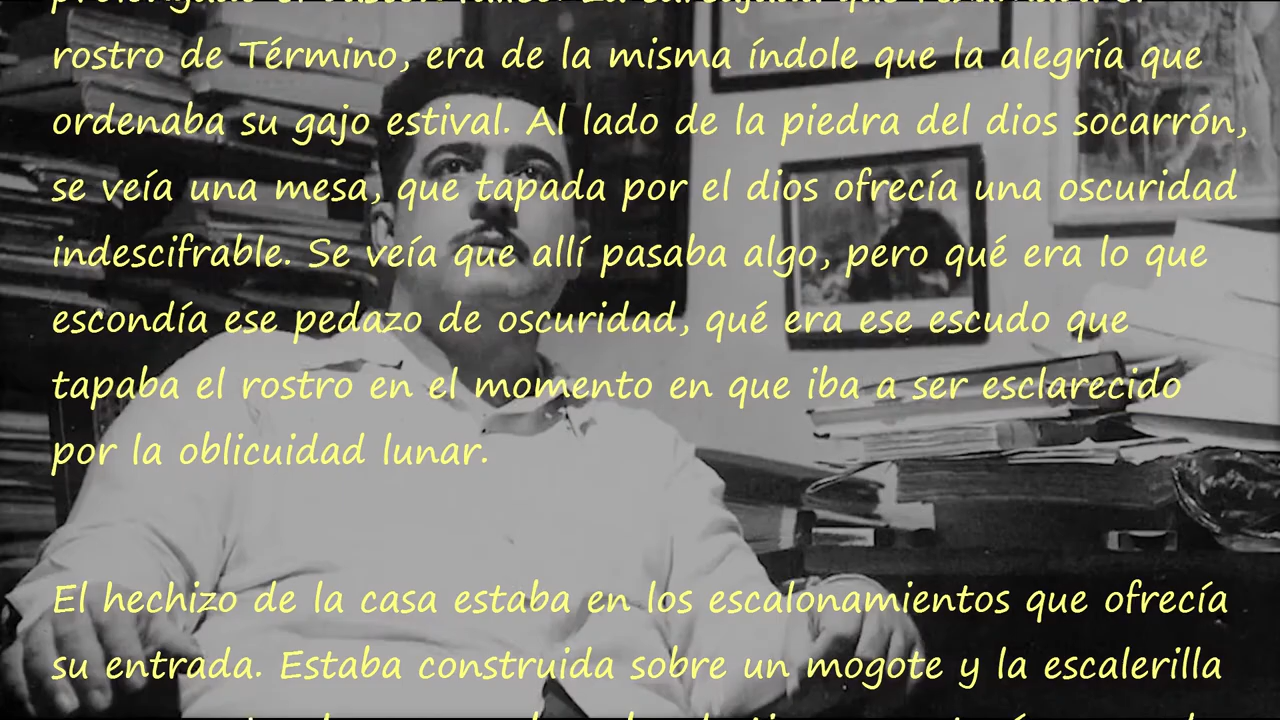 rostro de Término, era de la misma índole que la alegría que
ordenaba su gajo estival. Al lado de la piedra del dios socarrón,
se veía una mesa, que tapada por el dios ofrecía una oscuridad
indescifrable. Se veía que allí pasaba algo, pero qué era lo que
escondía ese pedazo de oscuridad, qué era ese escudo que
tapaba el rostro en el momento en que iba a ser esclarecido
por la oblicuidad lunar.
El hechizo de la casa estaba en los escalonamientos que ofrecía
su entrada. Estaba construida sobre un mogote y la escalerilla